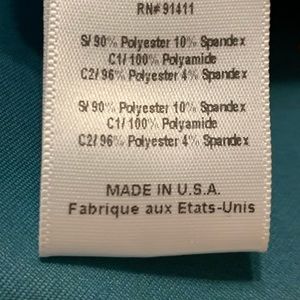 RN# 91411
S/ 90% Polyester 10% Spandex
C1/ 100% Polyamide
C2/ 96% Polyester 4% Spandex
S/ 90% Polyester 10% Spandex
C1/ 100% Polyamide
C2/ 96% Polyester 4% Spandex
MADE IN U.S.A.
Fabrique aux Etats-Unis